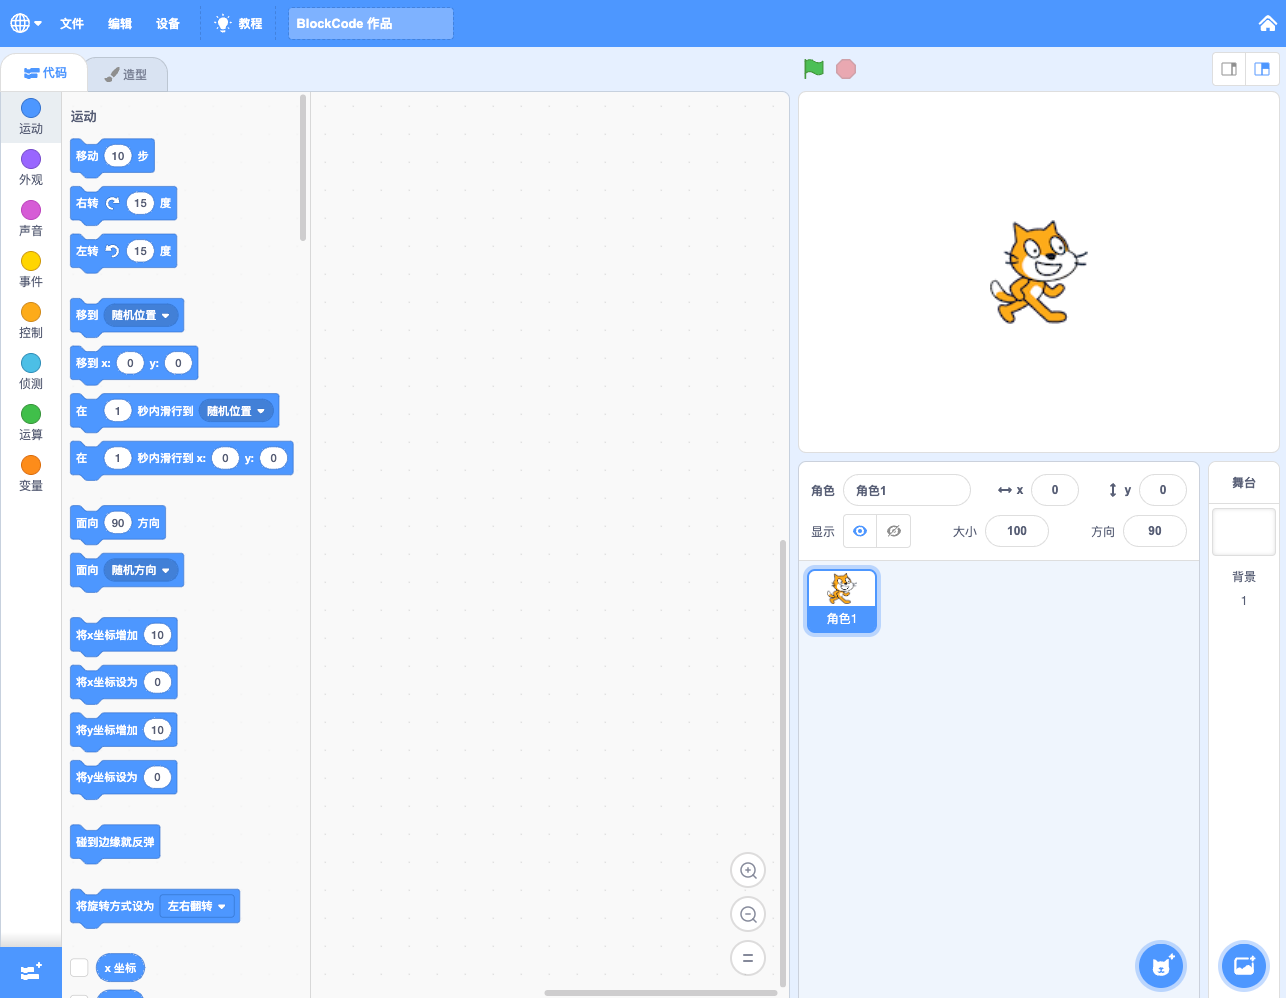 文件 编辑 设备 教程 BlockCode 作品
代码 造型
运动
外观
声音
事件
控制
侦测
运算
变量
运动
移动 10 步
右转 15 度
左转 15 度
移到 随机位置
移到 x: 0 y: 0
在 1 秒内滑行到 随机位置
在 1 秒内滑行到 x: 0 y: 0
面向 90 方向
面向 随机方向
将x坐标增加 10
将x坐标设为 0
将y坐标增加 10
将y坐标设为 0
碰到边缘就反弹
将旋转方式设为 左右翻转
x 坐标
角色 角色1 x 0 y 0
显示 大小 100 方向 90
角色1
舞台
背景
1